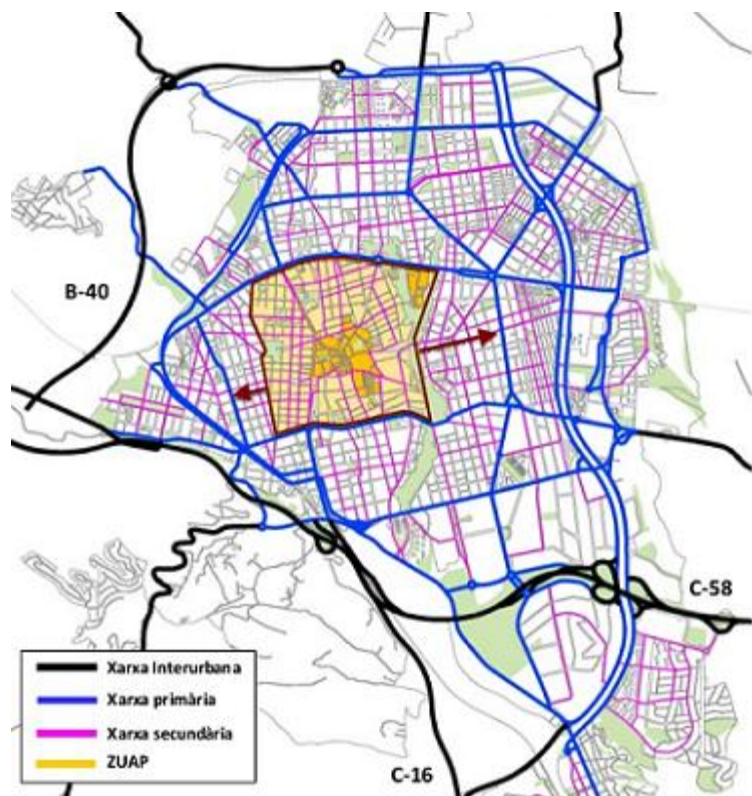 B-40
C-58
Xarxa Interurbana
Xarxa primària
Xarxa secundària
ZUAP
C-16